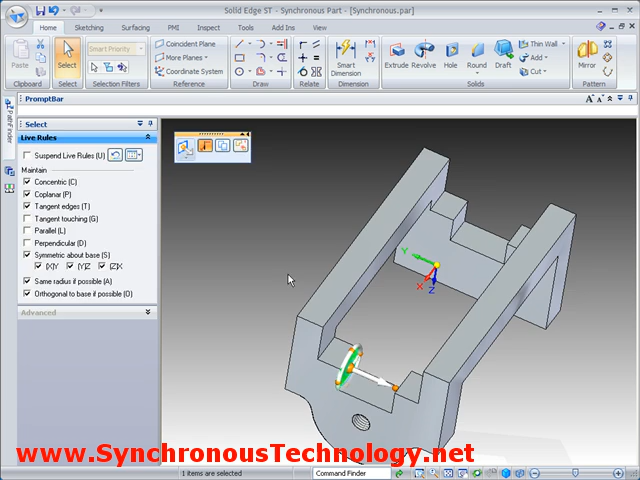 Solid Edge ST - Synchronous Part - [Synchronous.par]
Home Sketching Surfacing PMI Inspect Tools Add Ins View
Paste
Select
Smart Priority
Coincident Plane
More Planes
Coordinate System
Smart
Dimension
Extrude Revolve Hole Round Draft
Thin Wall
Add
Cut
Mirror
Clipboard Select Selection Filters Reference Draw Relate Dimension Solids Pattern
PromptBar
PathFinder
Select
Live Rules
Suspend Live Rules (U)
Maintain
Concentric (C)
Coplanar (P)
Tangent edges (T)
Tangent touching (G)
Parallel (L)
Perpendicular (D)
Symmetric about base (S)
(X)Y (Y)Z (Z)X
Same radius if possible (A)
Orthogonal to base if possible (O)
Advanced
Y
X
Z
www.SynchronousTechnology.net
1 items are selected
Command Finder